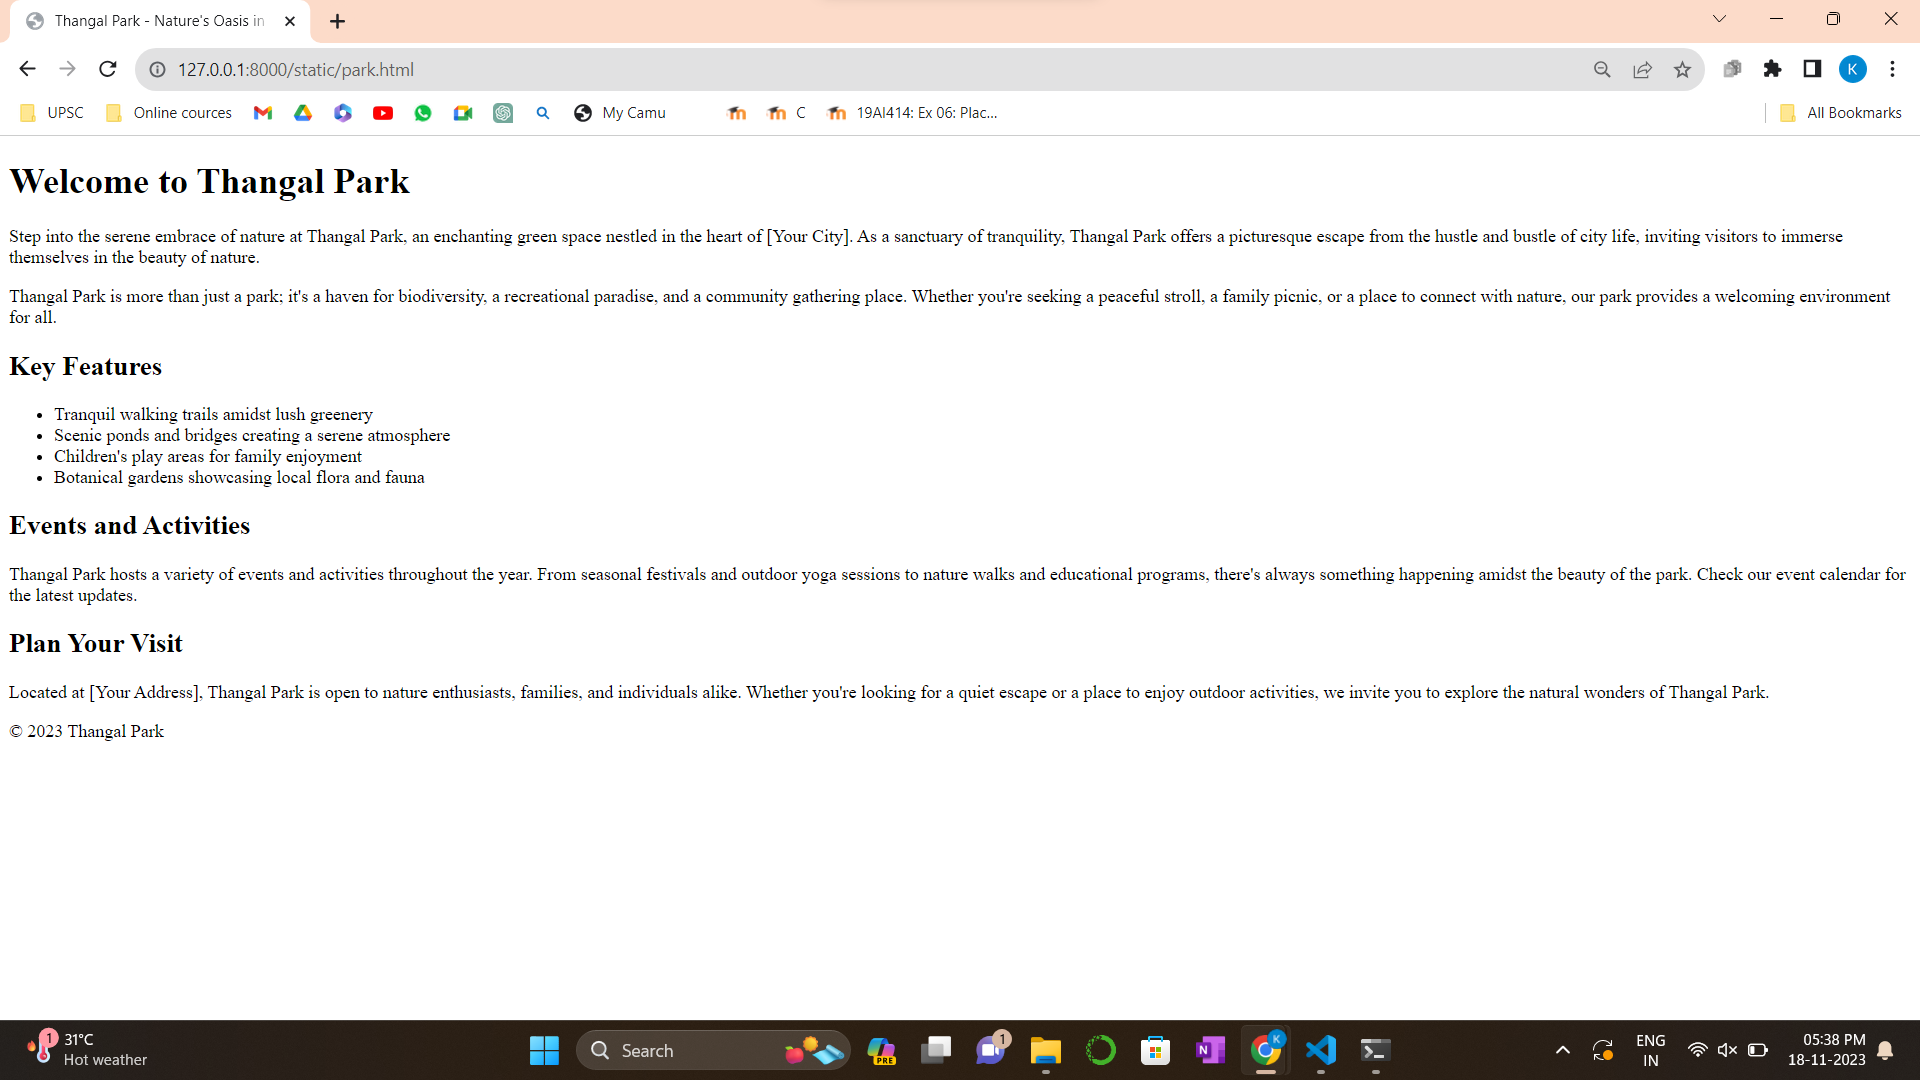 Thangal Park - Nature's Oasis in
127.0.0.1:8000/static/park.html
K
UPSC
Online cources
My Camu
C
19AI414: Ex 06: Plac...
All Bookmarks
Welcome to Thangal Park
Step into the serene embrace of nature at Thangal Park, an enchanting green space nestled in the heart of [Your City]. As a sanctuary of tranquility, Thangal Park offers a picturesque escape from the hustle and bustle of city life, inviting visitors to immerse
themselves in the beauty of nature.
Thangal Park is more than just a park; it's a haven for biodiversity, a recreational paradise, and a community gathering place. Whether you're seeking a peaceful stroll, a family picnic, or a place to connect with nature, our park provides a welcoming environment
for all.
Key Features
• Tranquil walking trails amidst lush greenery
• Scenic ponds and bridges creating a serene atmosphere
• Children's play areas for family enjoyment
• Botanical gardens showcasing local flora and fauna
Events and Activities
Thangal Park hosts a variety of events and activities throughout the year. From seasonal festivals and outdoor yoga sessions to nature walks and educational programs, there's always something happening amidst the beauty of the park. Check our event calendar for
the latest updates.
Plan Your Visit
Located at [Your Address], Thangal Park is open to nature enthusiasts, families, and individuals alike. Whether you're looking for a quiet escape or a place to enjoy outdoor activities, we invite you to explore the natural wonders of Thangal Park.
© 2023 Thangal Park
1
31°C
Hot weather
Search
PRE
1
N
K
ENG
IN
05:38 PM
18-11-2023